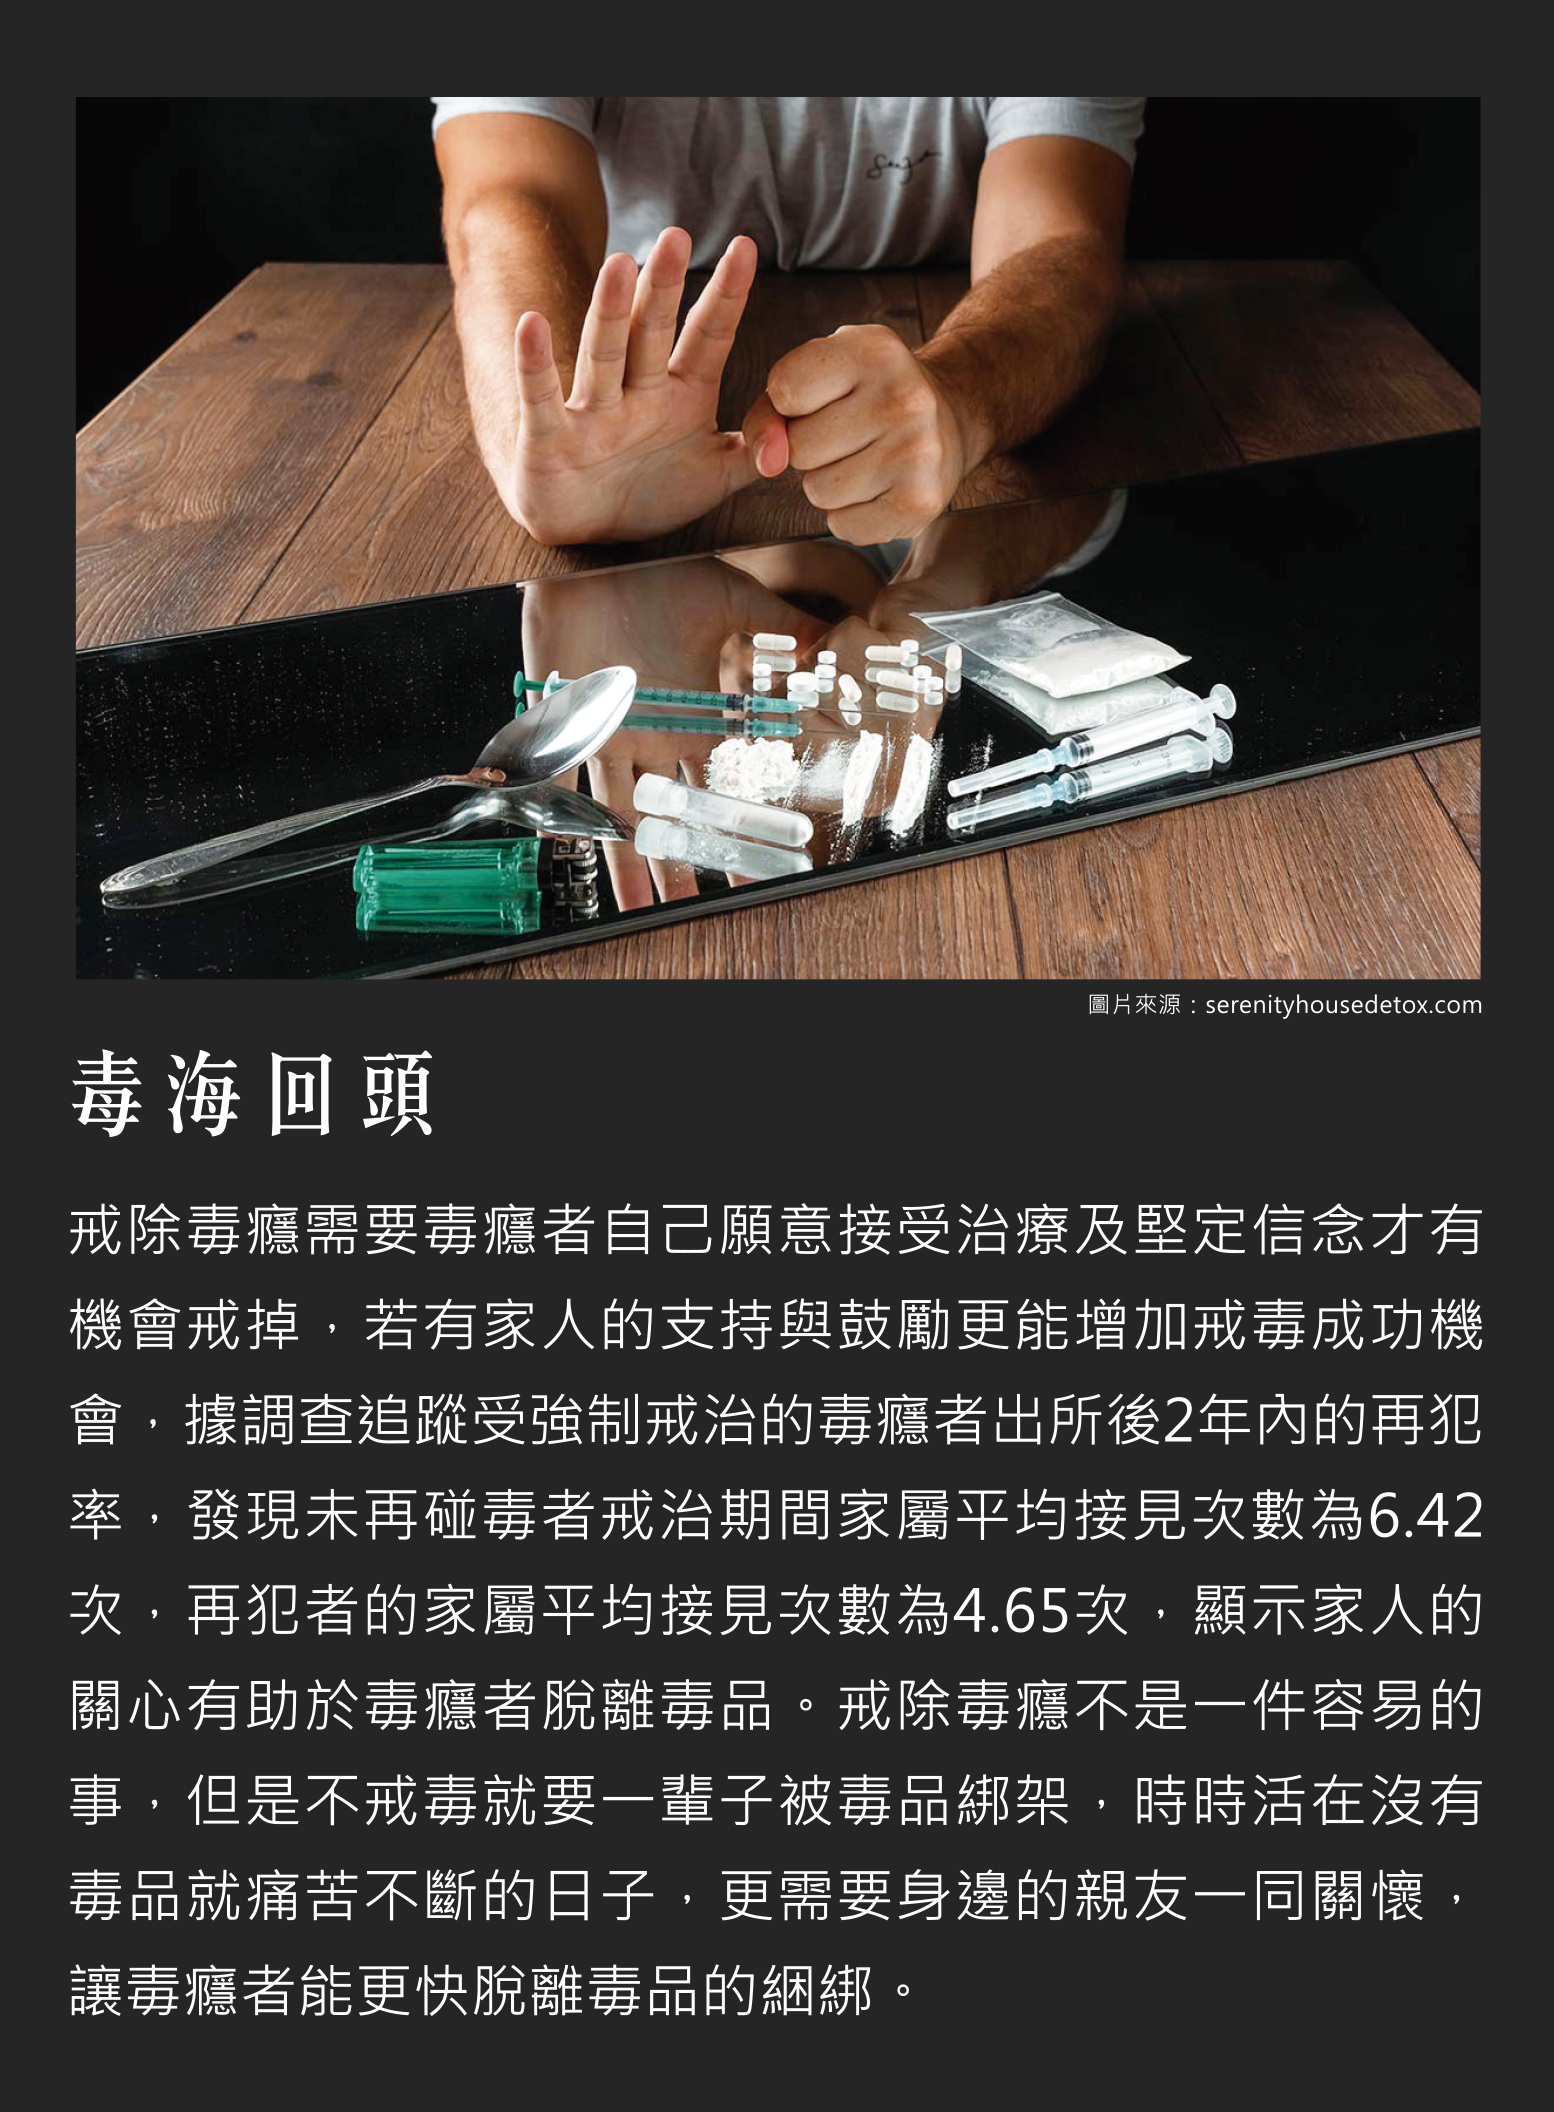 圖片來源：serenityhousedetox.com
毒海回頭
戒除毒癮需要毒癮者自己願意接受治療及堅定信念才有
機會戒掉，若有家人的支持與鼓勵更能增加戒毒成功機
會，據調查追蹤受強制戒治的毒癮者出所後2年內的再犯
率，發現未再碰毒者戒治期間家屬平均接見次數為6.42
次，再犯者的家屬平均接見次數為4.65次，顯示家人的
關心有助於毒癮者脫離毒品。戒除毒癮不是一件容易的
事，但是不戒毒就要一輩子被毒品綁架，時時活在沒有
毒品就痛苦不斷的日子，更需要身邊的親友一同關懷，
讓毒癮者能更快脫離毒品的綑綁。